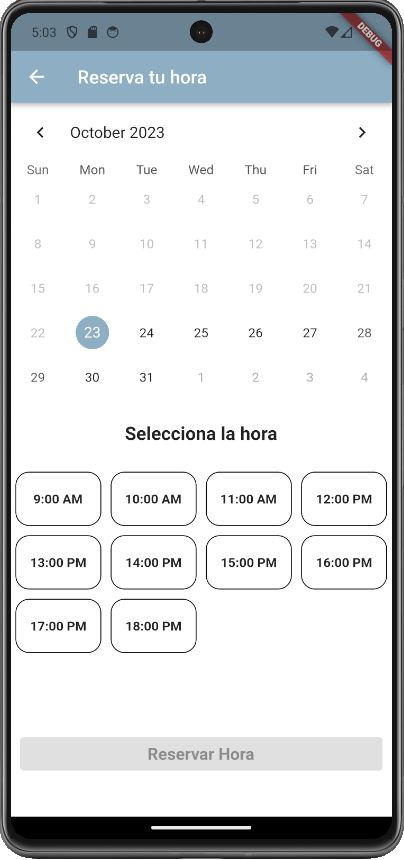 5:03
DEBUG
Reserva tu hora
October 2023
Sun Mon Tue Wed Thu Fri Sat
1 2 3 4 5 6 7
8 9 10 11 12 13 14
15 16 17 18 19 20 21
22 23 24 25 26 27 28
29 30 31 1 2 3 4
Selecciona la hora
9:00 AM 10:00 AM 11:00 AM 12:00 PM
13:00 PM 14:00 PM 15:00 PM 16:00 PM
17:00 PM 18:00 PM
Reservar Hora